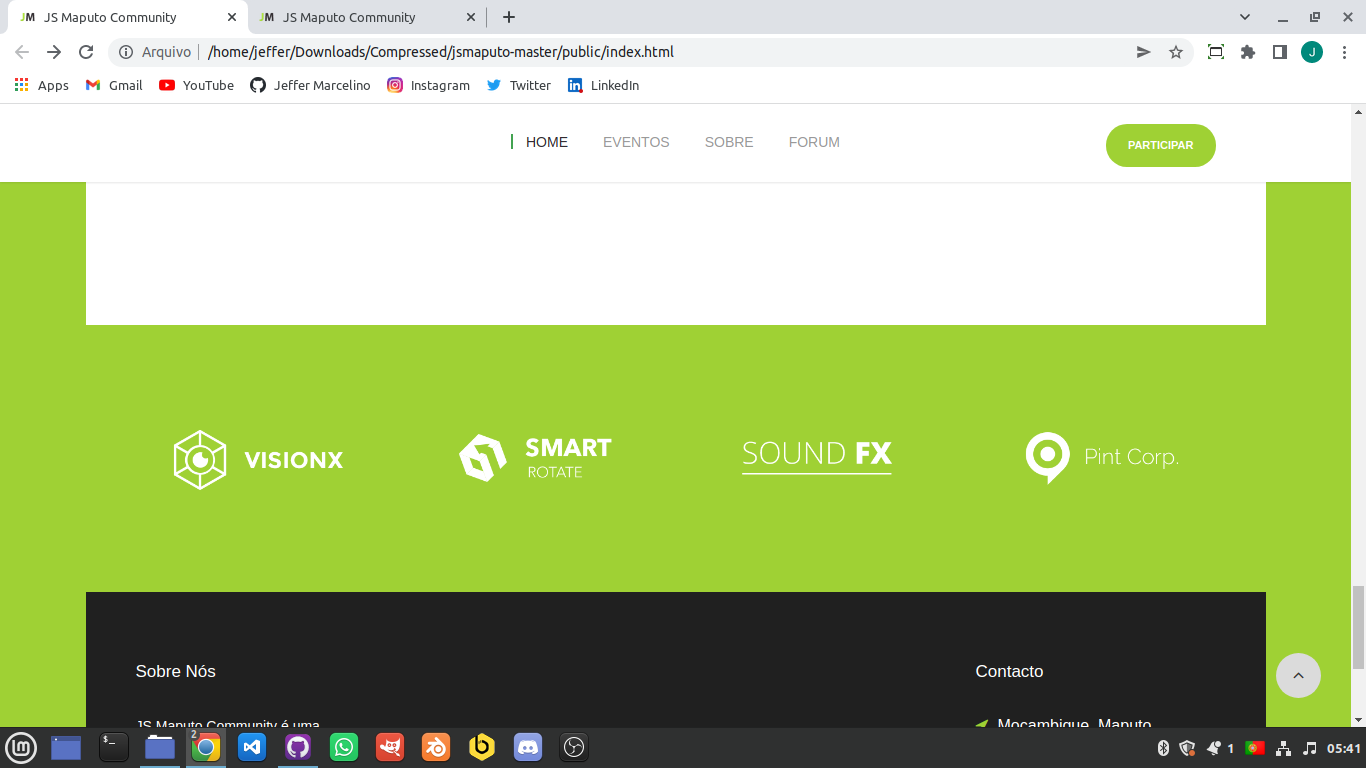 JS Maputo Community
JS Maputo Community
Arquivo
/home/jeffer/Downloads/Compressed/jsmaputo-master/public/index.html
J
Apps
Gmail
YouTube
Jeffer Marcelino
Instagram
Twitter
LinkedIn
HOME
EVENTOS
SOBRE
FORUM
PARTICIPAR
VISIONX
SMART
ROTATE
SOUND FX
Pint Corp.
Sobre Nós
Contacto
JS Maputo Community é uma
Moçambique, Maputo
2
1
05:41